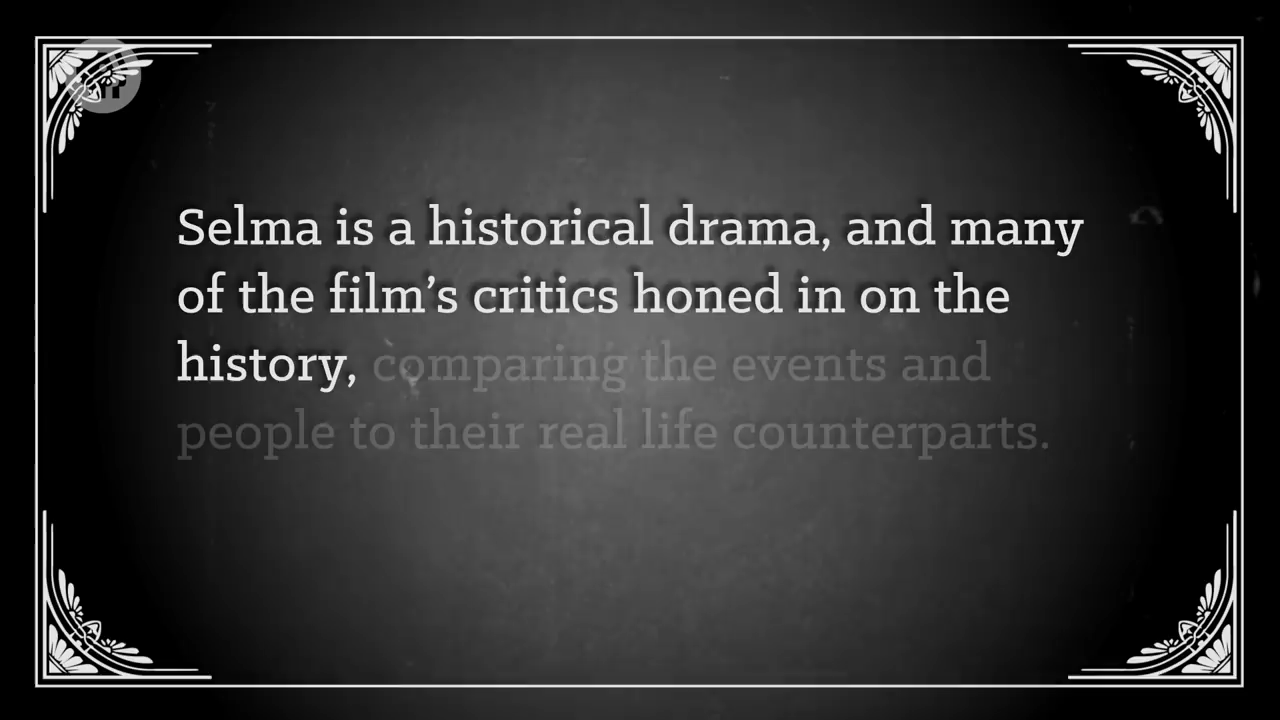 Selma is a historical drama, and many
of the film’s critics honed in on the
history, comparing the events and
people to their real life counterparts.